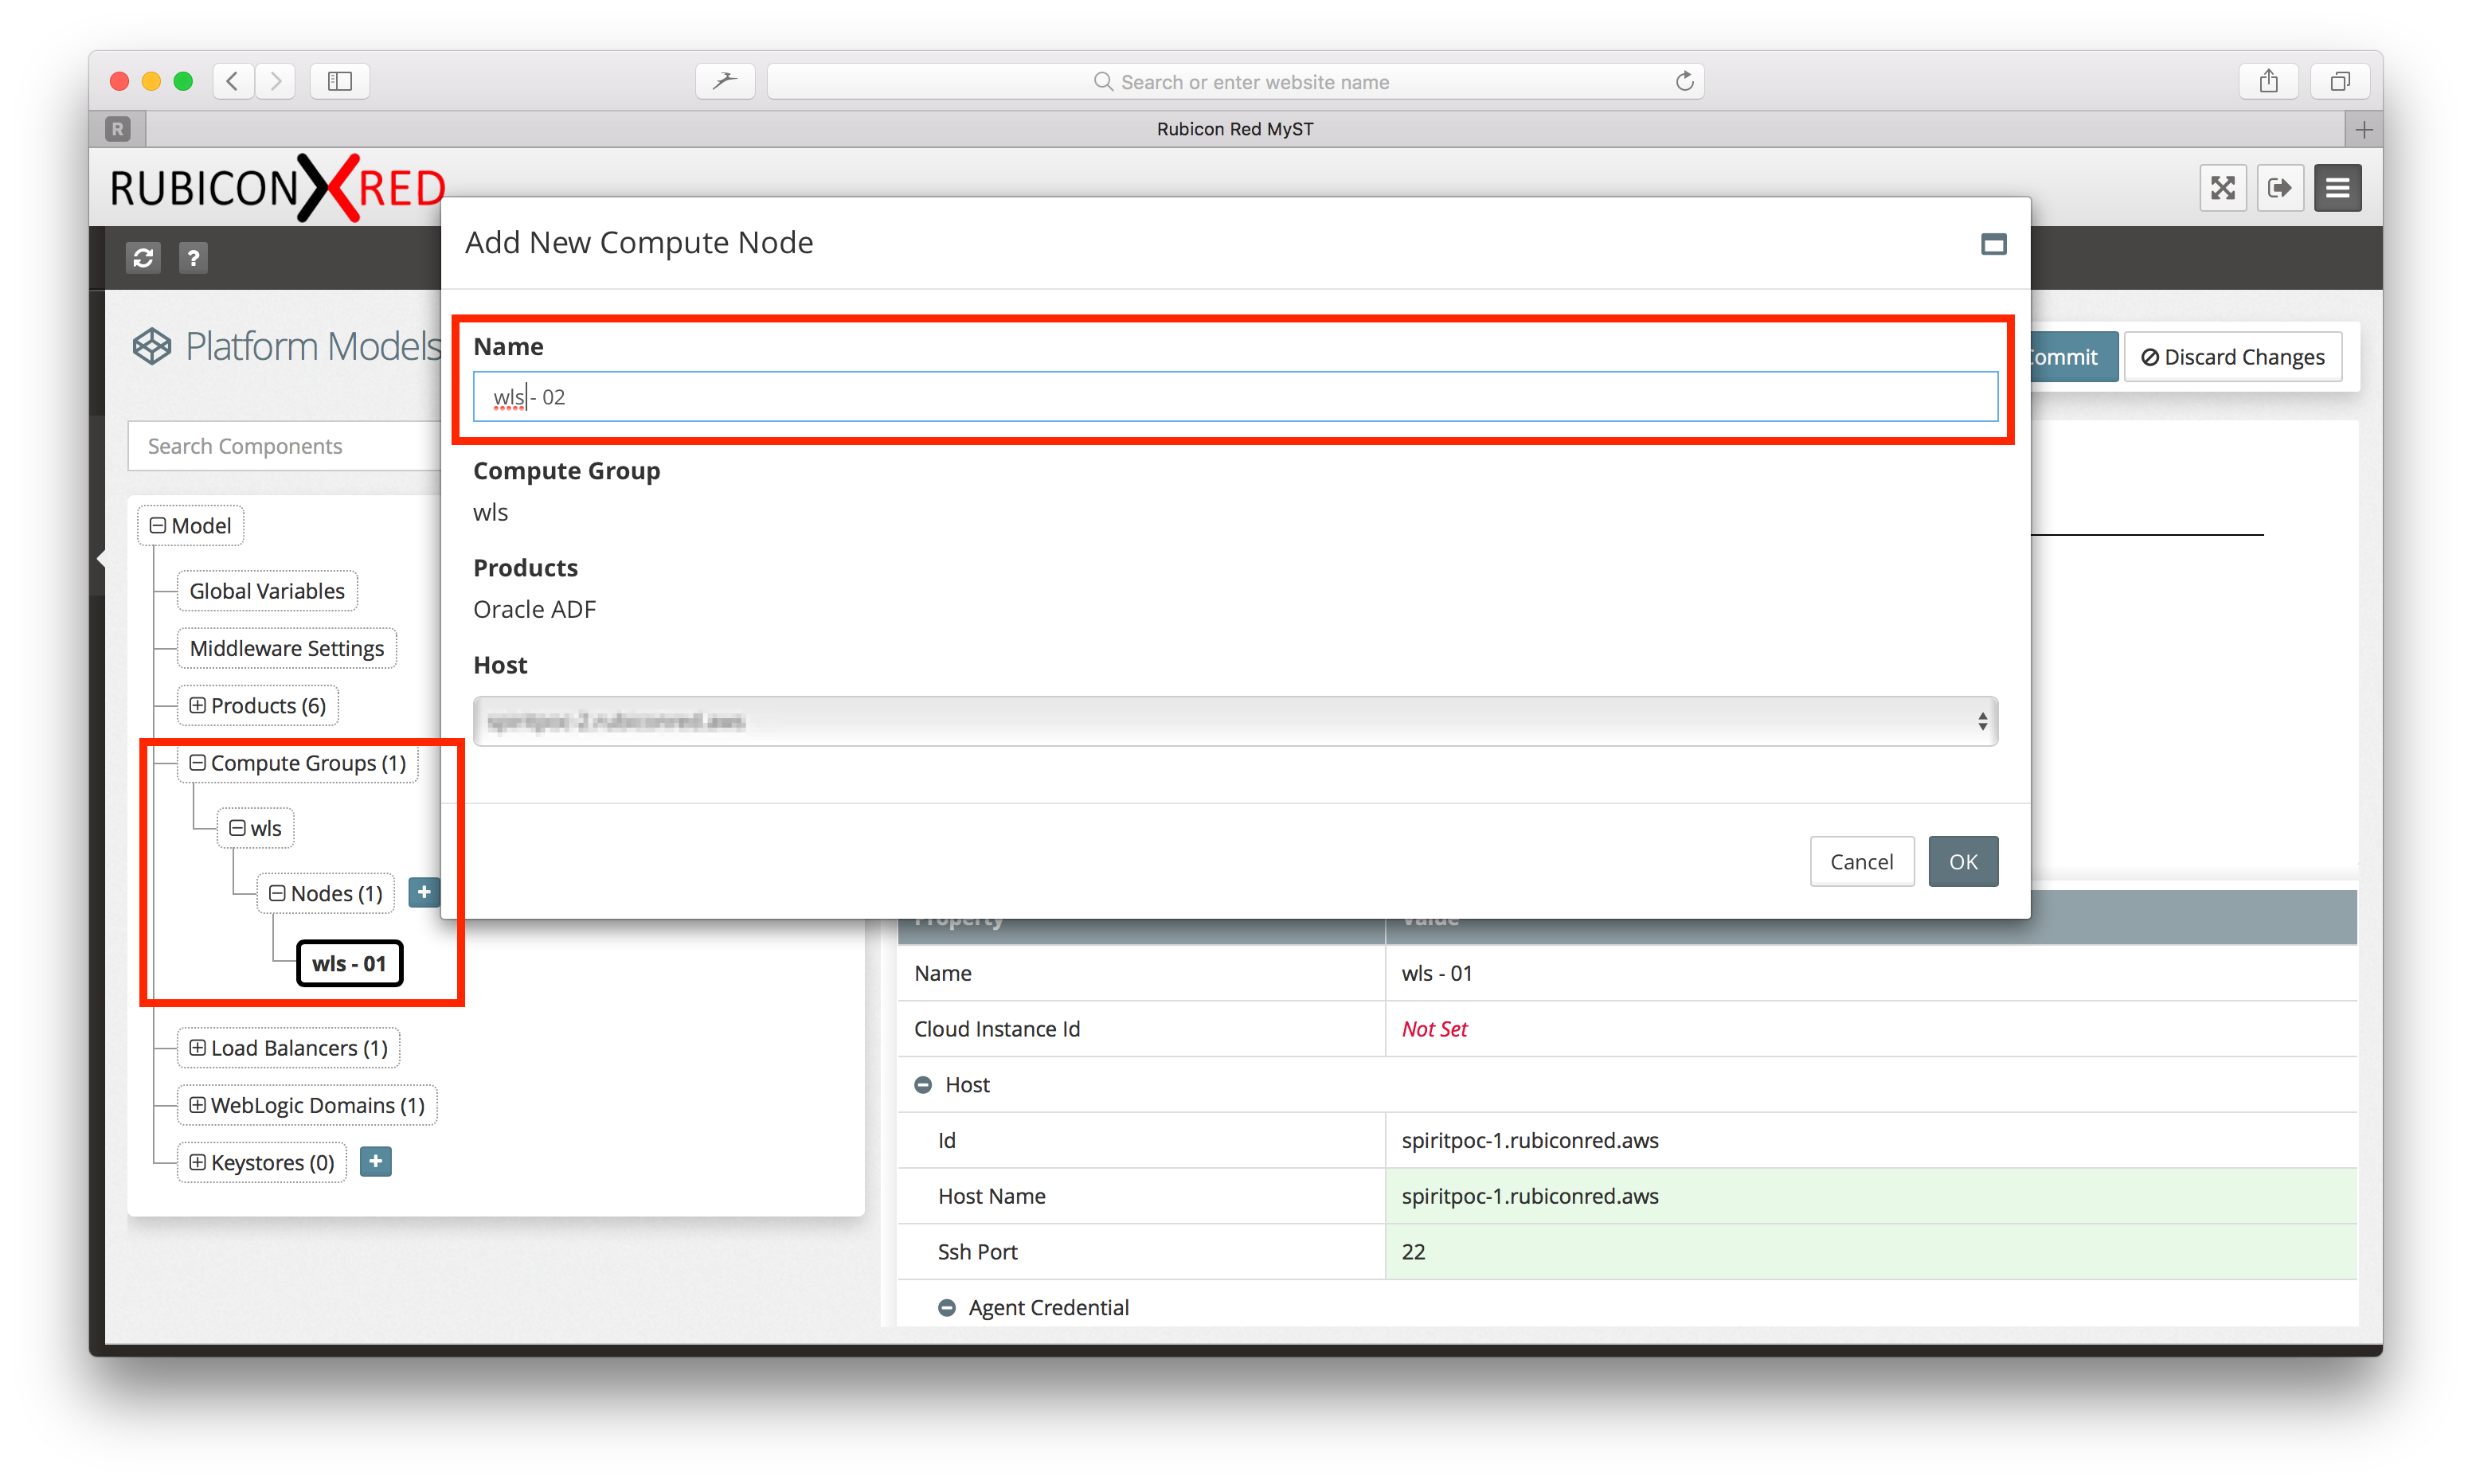 Search or enter website name
R
Rubicon Red MyST
RUBICON RED
?
Add New Compute Node
Platform Models
Name
wls - 02
ommit
Discard Changes
Search Components
Compute Group
wls
Products
Oracle ADF
Host
Model
Global Variables
Middleware Settings
Products (6)
Compute Groups (1)
wls
Nodes (1)
wls - 01
Load Balancers (1)
WebLogic Domains (1)
Keystores (0)
Cancel
OK
Property Value
Name wls - 01
Cloud Instance Id Not Set
Host
Id spiritpoc-1.rubiconred.aws
Host Name spiritpoc-1.rubiconred.aws
Ssh Port 22
Agent Credential